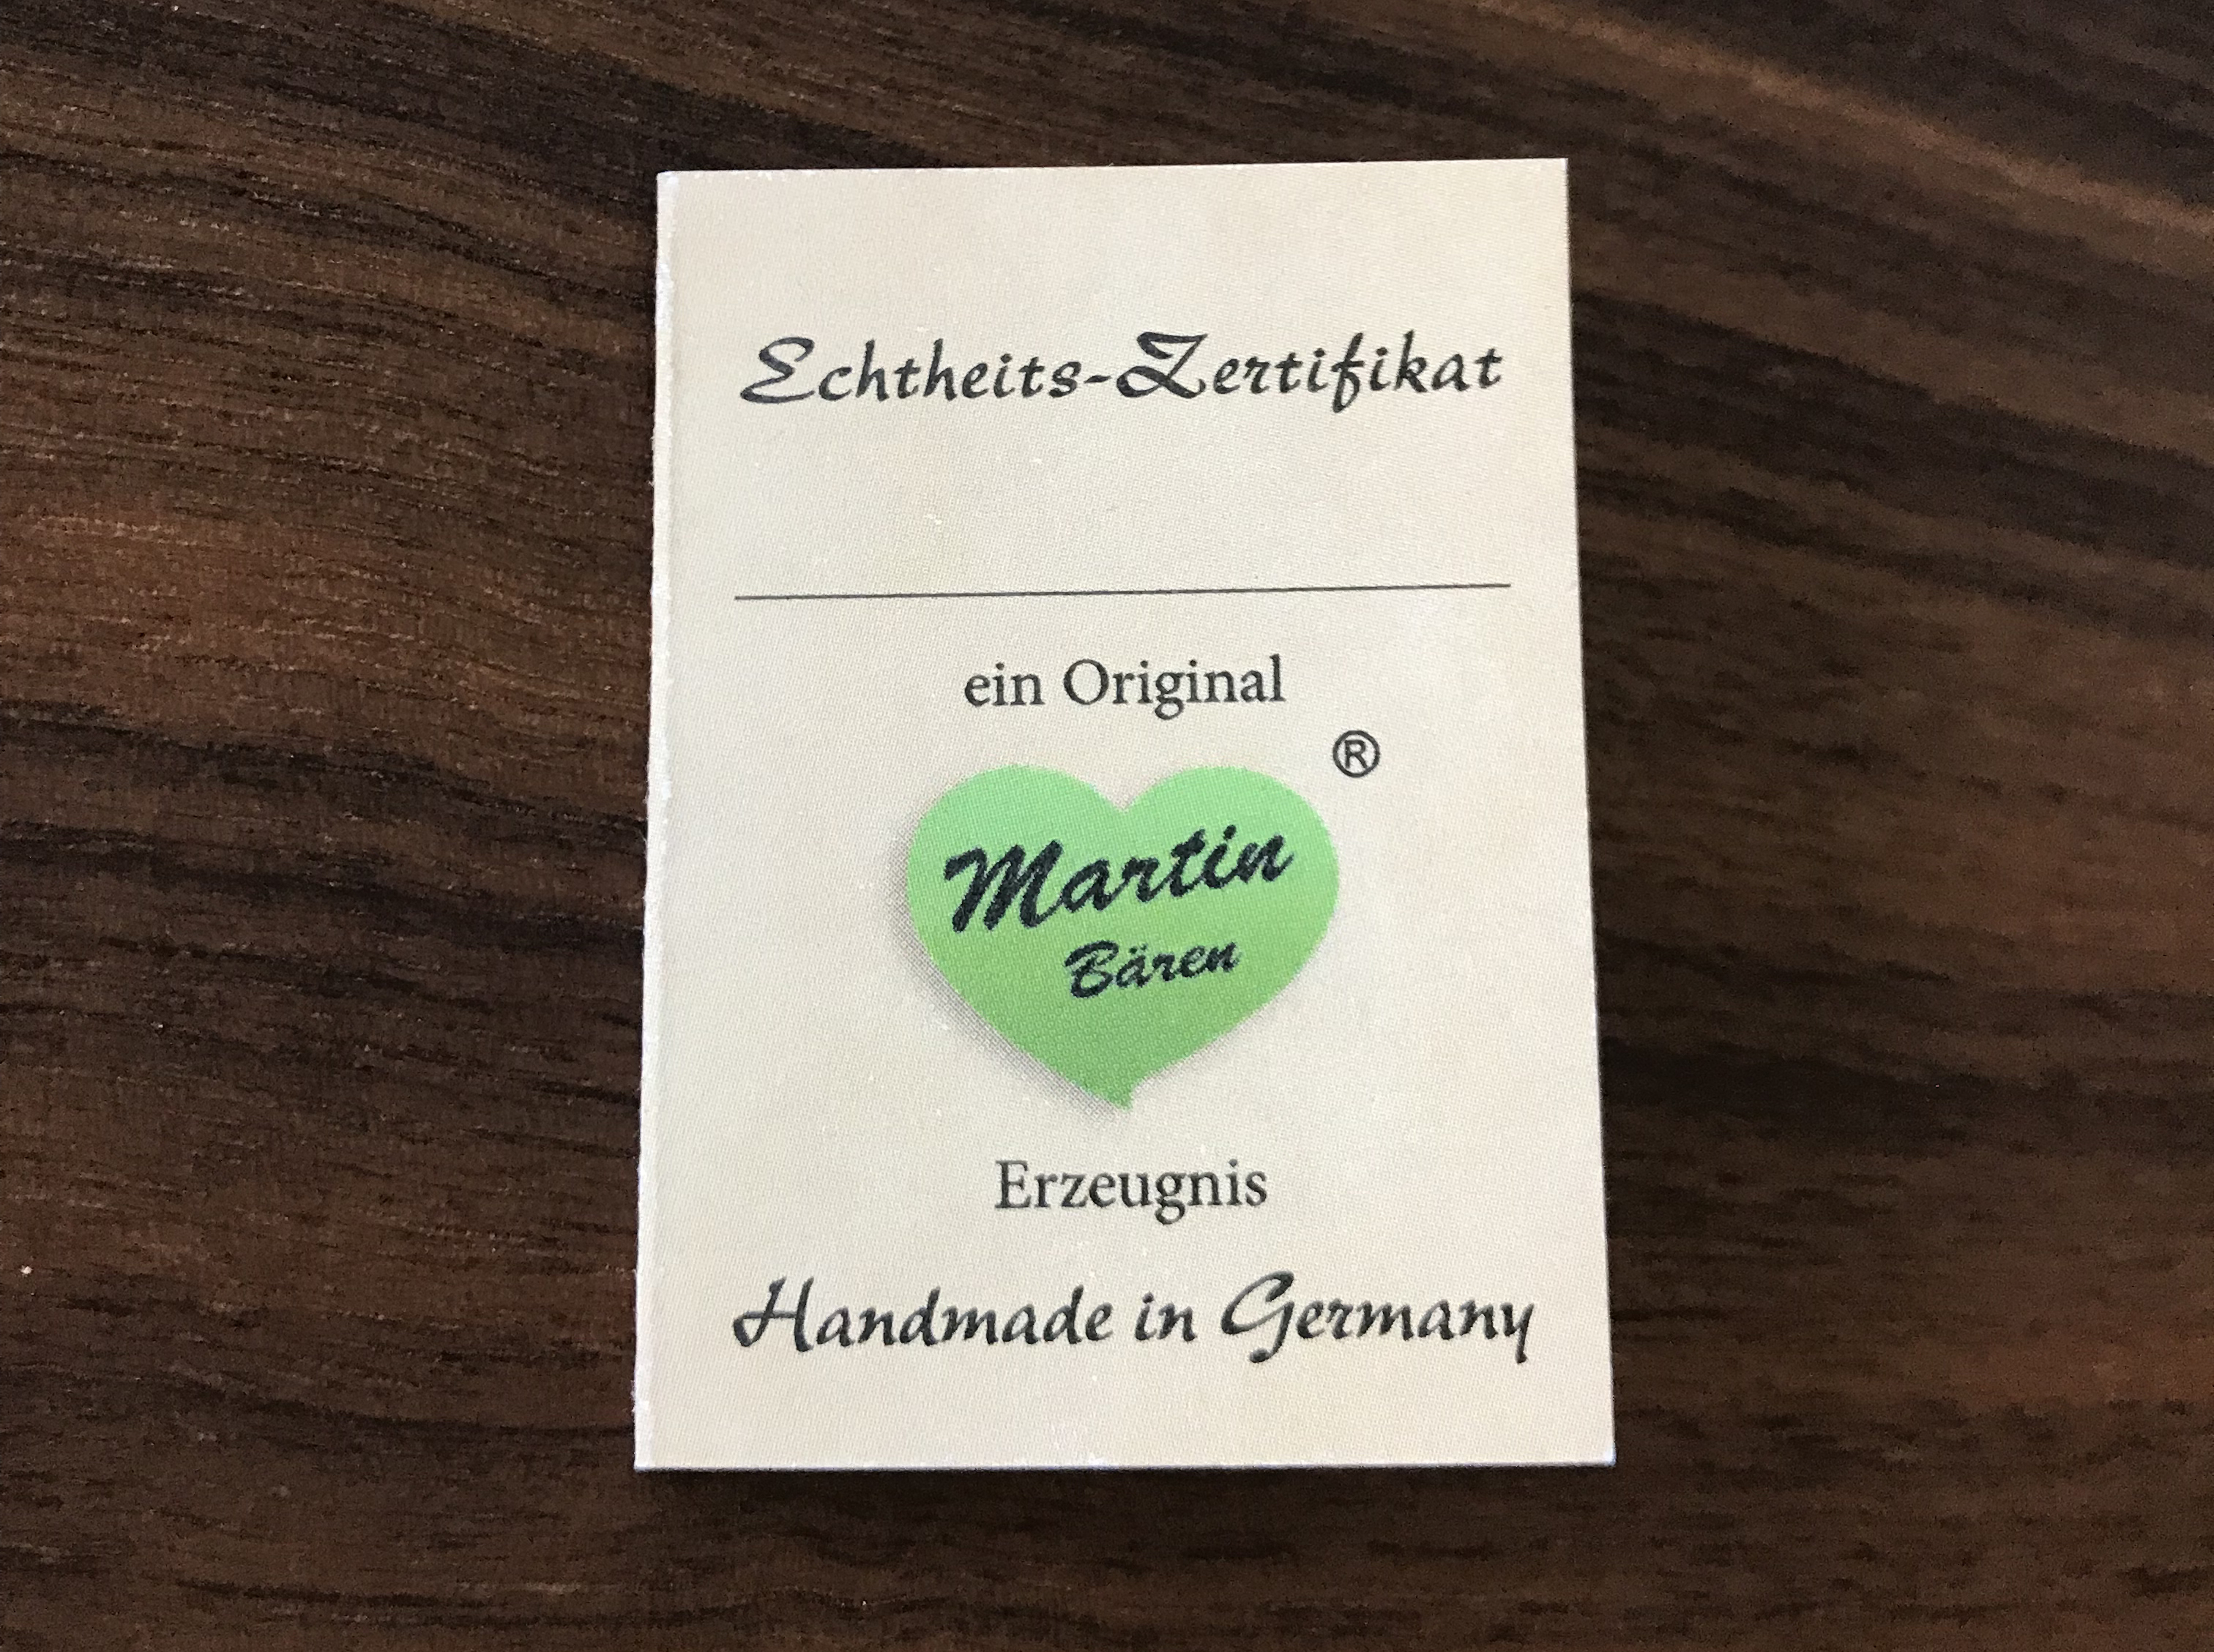 Echtheits-Zertifikat
ein Original
®
Martin
Bären
Erzeugnis
Handmade in Germany